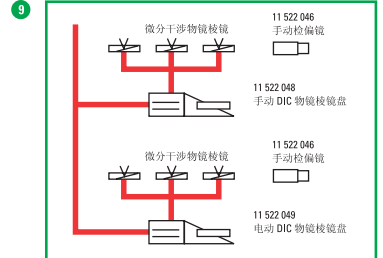 9
11 522 046
手动检偏镜
微分干涉物镜棱镜
11 522 048
手动 DIC 物镜棱镜盘
11 522 046
手动检偏镜
微分干涉物镜棱镜
11 522 049
电动 DIC 物镜棱镜盘